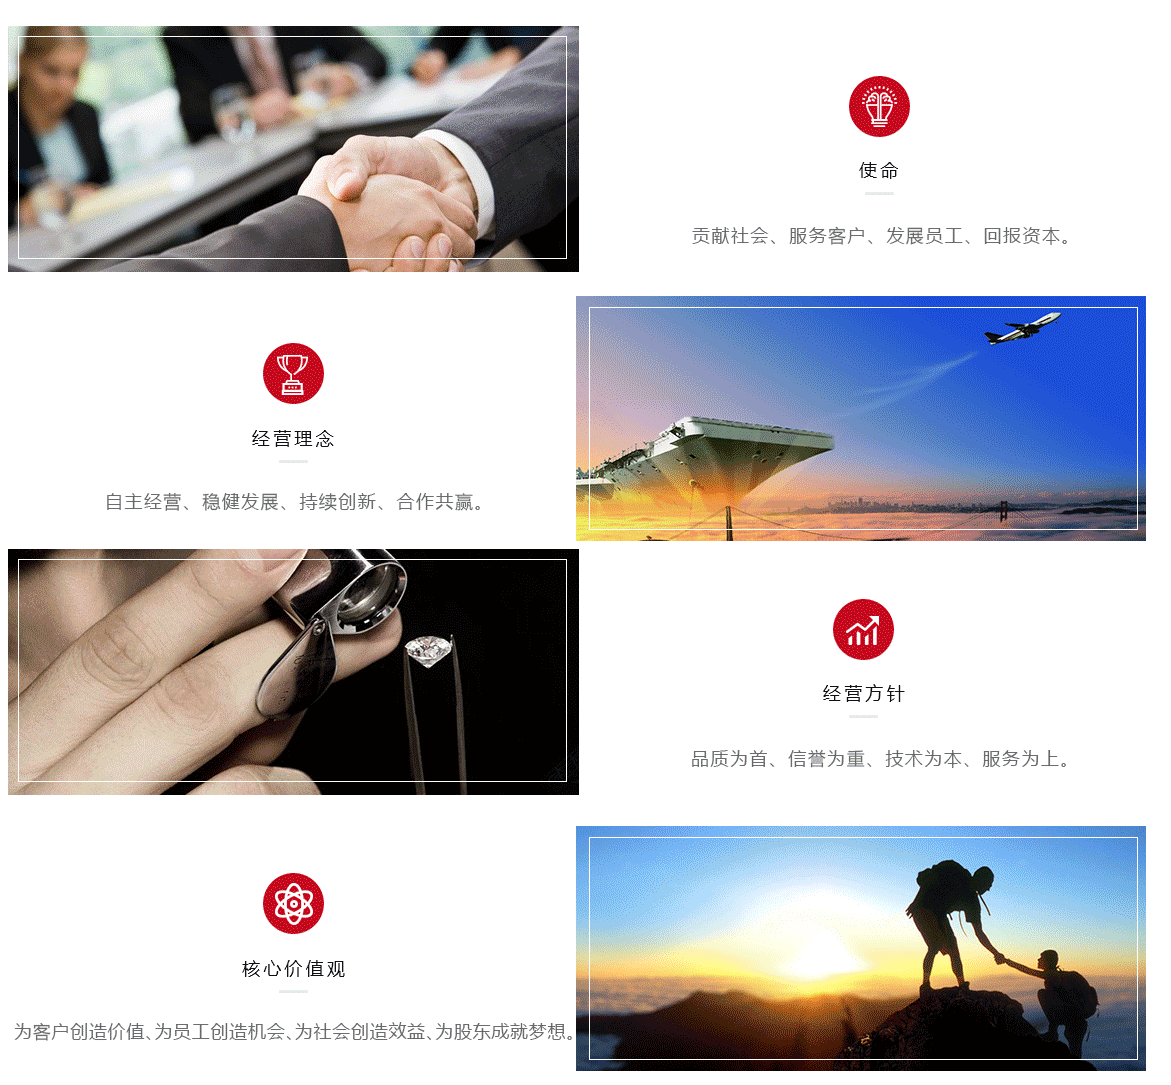 使命
贡献社会、服务客户、发展员工、回报资本。
经营理念
自主经营、稳健发展、持续创新、合作共赢。
经营方针
品质为首、信誉为重、技术为本、服务为上。
核心价值观
为客户创造价值、为员工创造机会、为社会创造效益、为股东成就梦想。